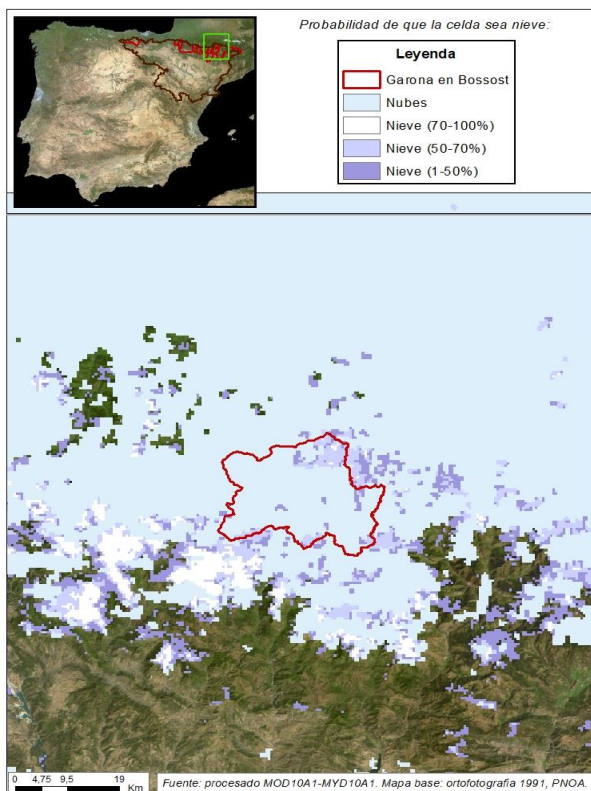 Probabilidad de que la celda sea nieve:
Leyenda
Garona en Bossost
Nubes
Nieve (70-100%)
Nieve (50-70%)
Nieve (1-50%)
0 4,75 9,5 19
Km
Fuente: procesado MOD10A1-MYD10A1. Mapa base: ortofotografia 1991, PNOA.